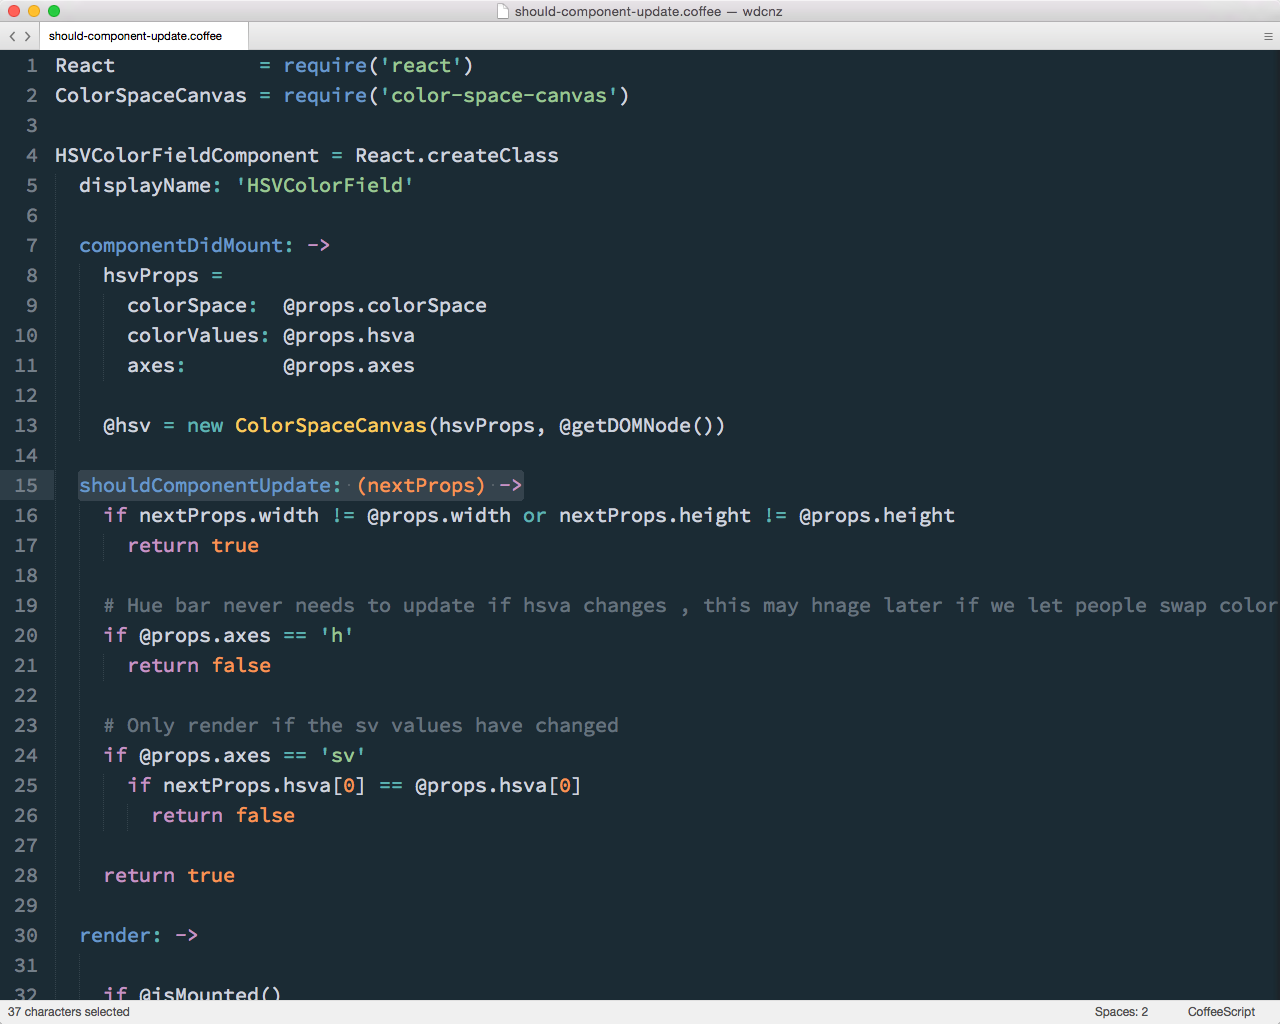 should-component-update.coffee — wdcnz
should-component-update.coffee
1 React            = require('react')
2 ColorSpaceCanvas = require('color-space-canvas')
3
4 HSVColorFieldComponent = React.createClass
5   displayName: 'HSVColorField'
6
7   componentDidMount: ->
8     hsvProps =
9       colorSpace:  @props.colorSpace
10       colorValues: @props.hsva
11       axes:        @props.axes
12
13     @hsv = new ColorSpaceCanvas(hsvProps, @getDOMNode())
14
15   shouldComponentUpdate: (nextProps) ->
16     if nextProps.width != @props.width or nextProps.height != @props.height
17       return true
18
19     # Hue bar never needs to update if hsva changes , this may hnage later if we let people swap color
20     if @props.axes == 'h'
21       return false
22
23     # Only render if the sv values have changed
24     if @props.axes == 'sv'
25       if nextProps.hsva[0] == @props.hsva[0]
26         return false
27
28     return true
29
30   render: ->
31
32     if @isMounted()
37 characters selected
Spaces: 2
CoffeeScript